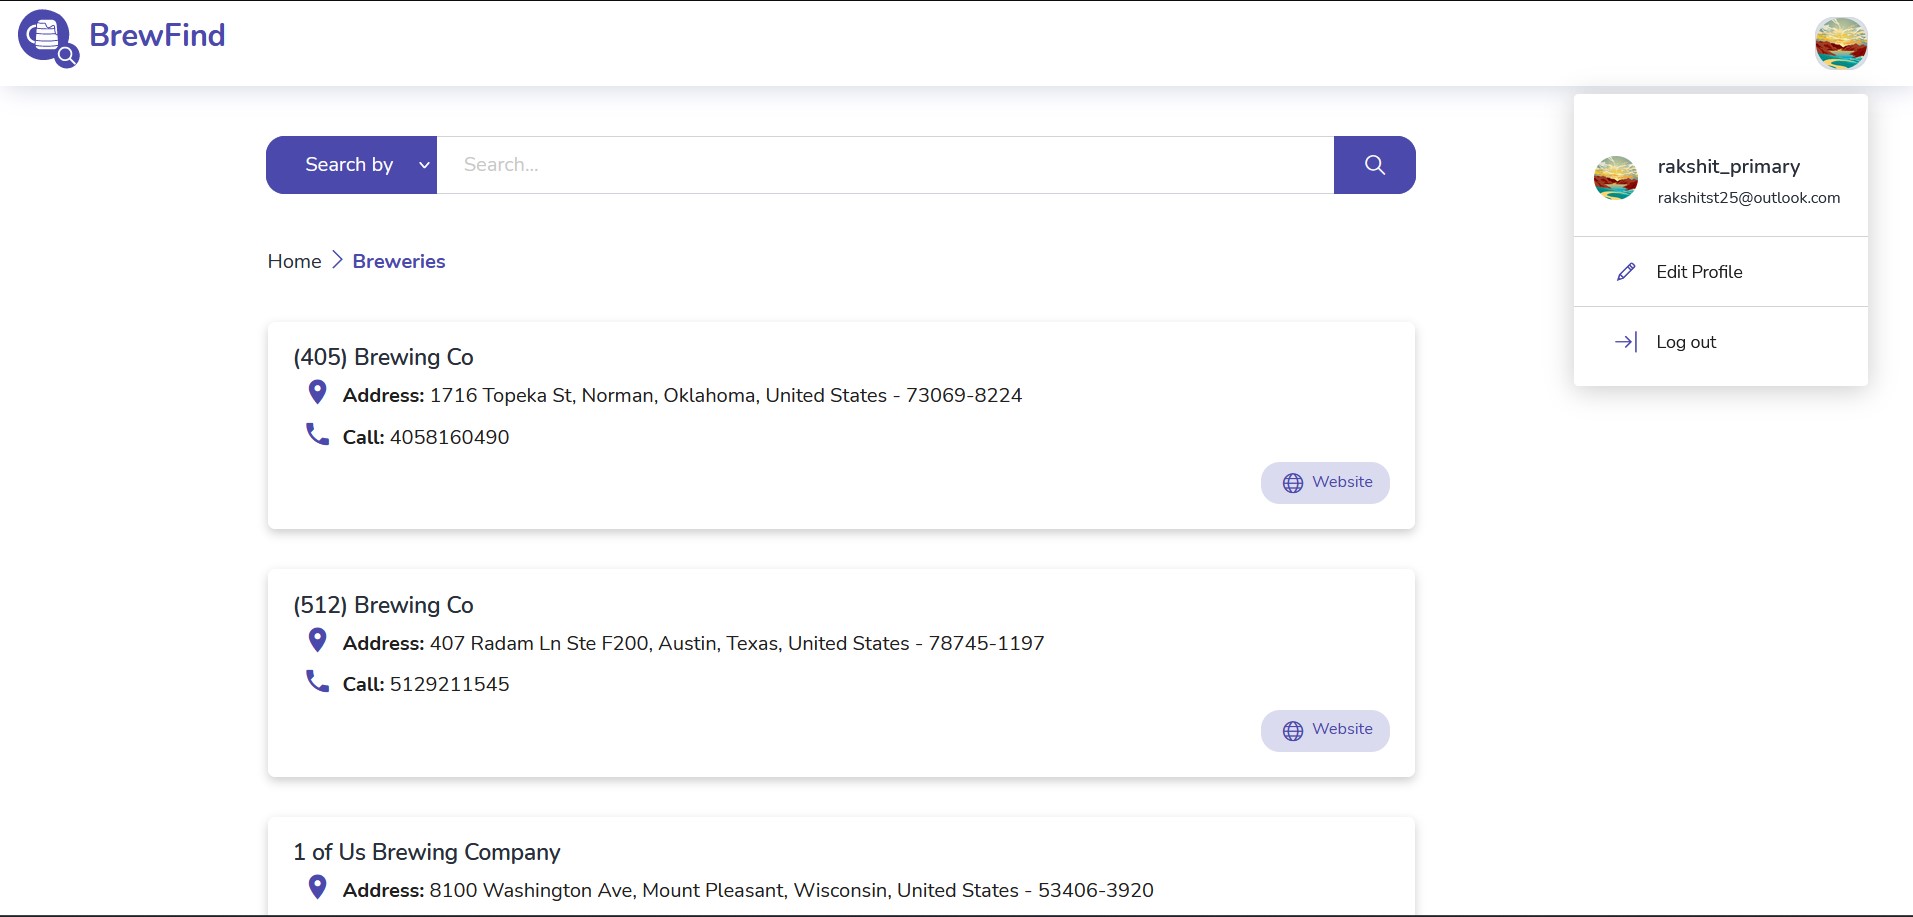 BrewFind
Search by
Search...
rakshit_primary
rakshitst25@outlook.com
Edit Profile
Log out
Home
Breweries
(405) Brewing Co
Address: 1716 Topeka St, Norman, Oklahoma, United States - 73069-8224
Call: 4058160490
Website
(512) Brewing Co
Address: 407 Radam Ln Ste F200, Austin, Texas, United States - 78745-1197
Call: 5129211545
Website
1 of Us Brewing Company
Address: 8100 Washington Ave, Mount Pleasant, Wisconsin, United States - 53406-3920